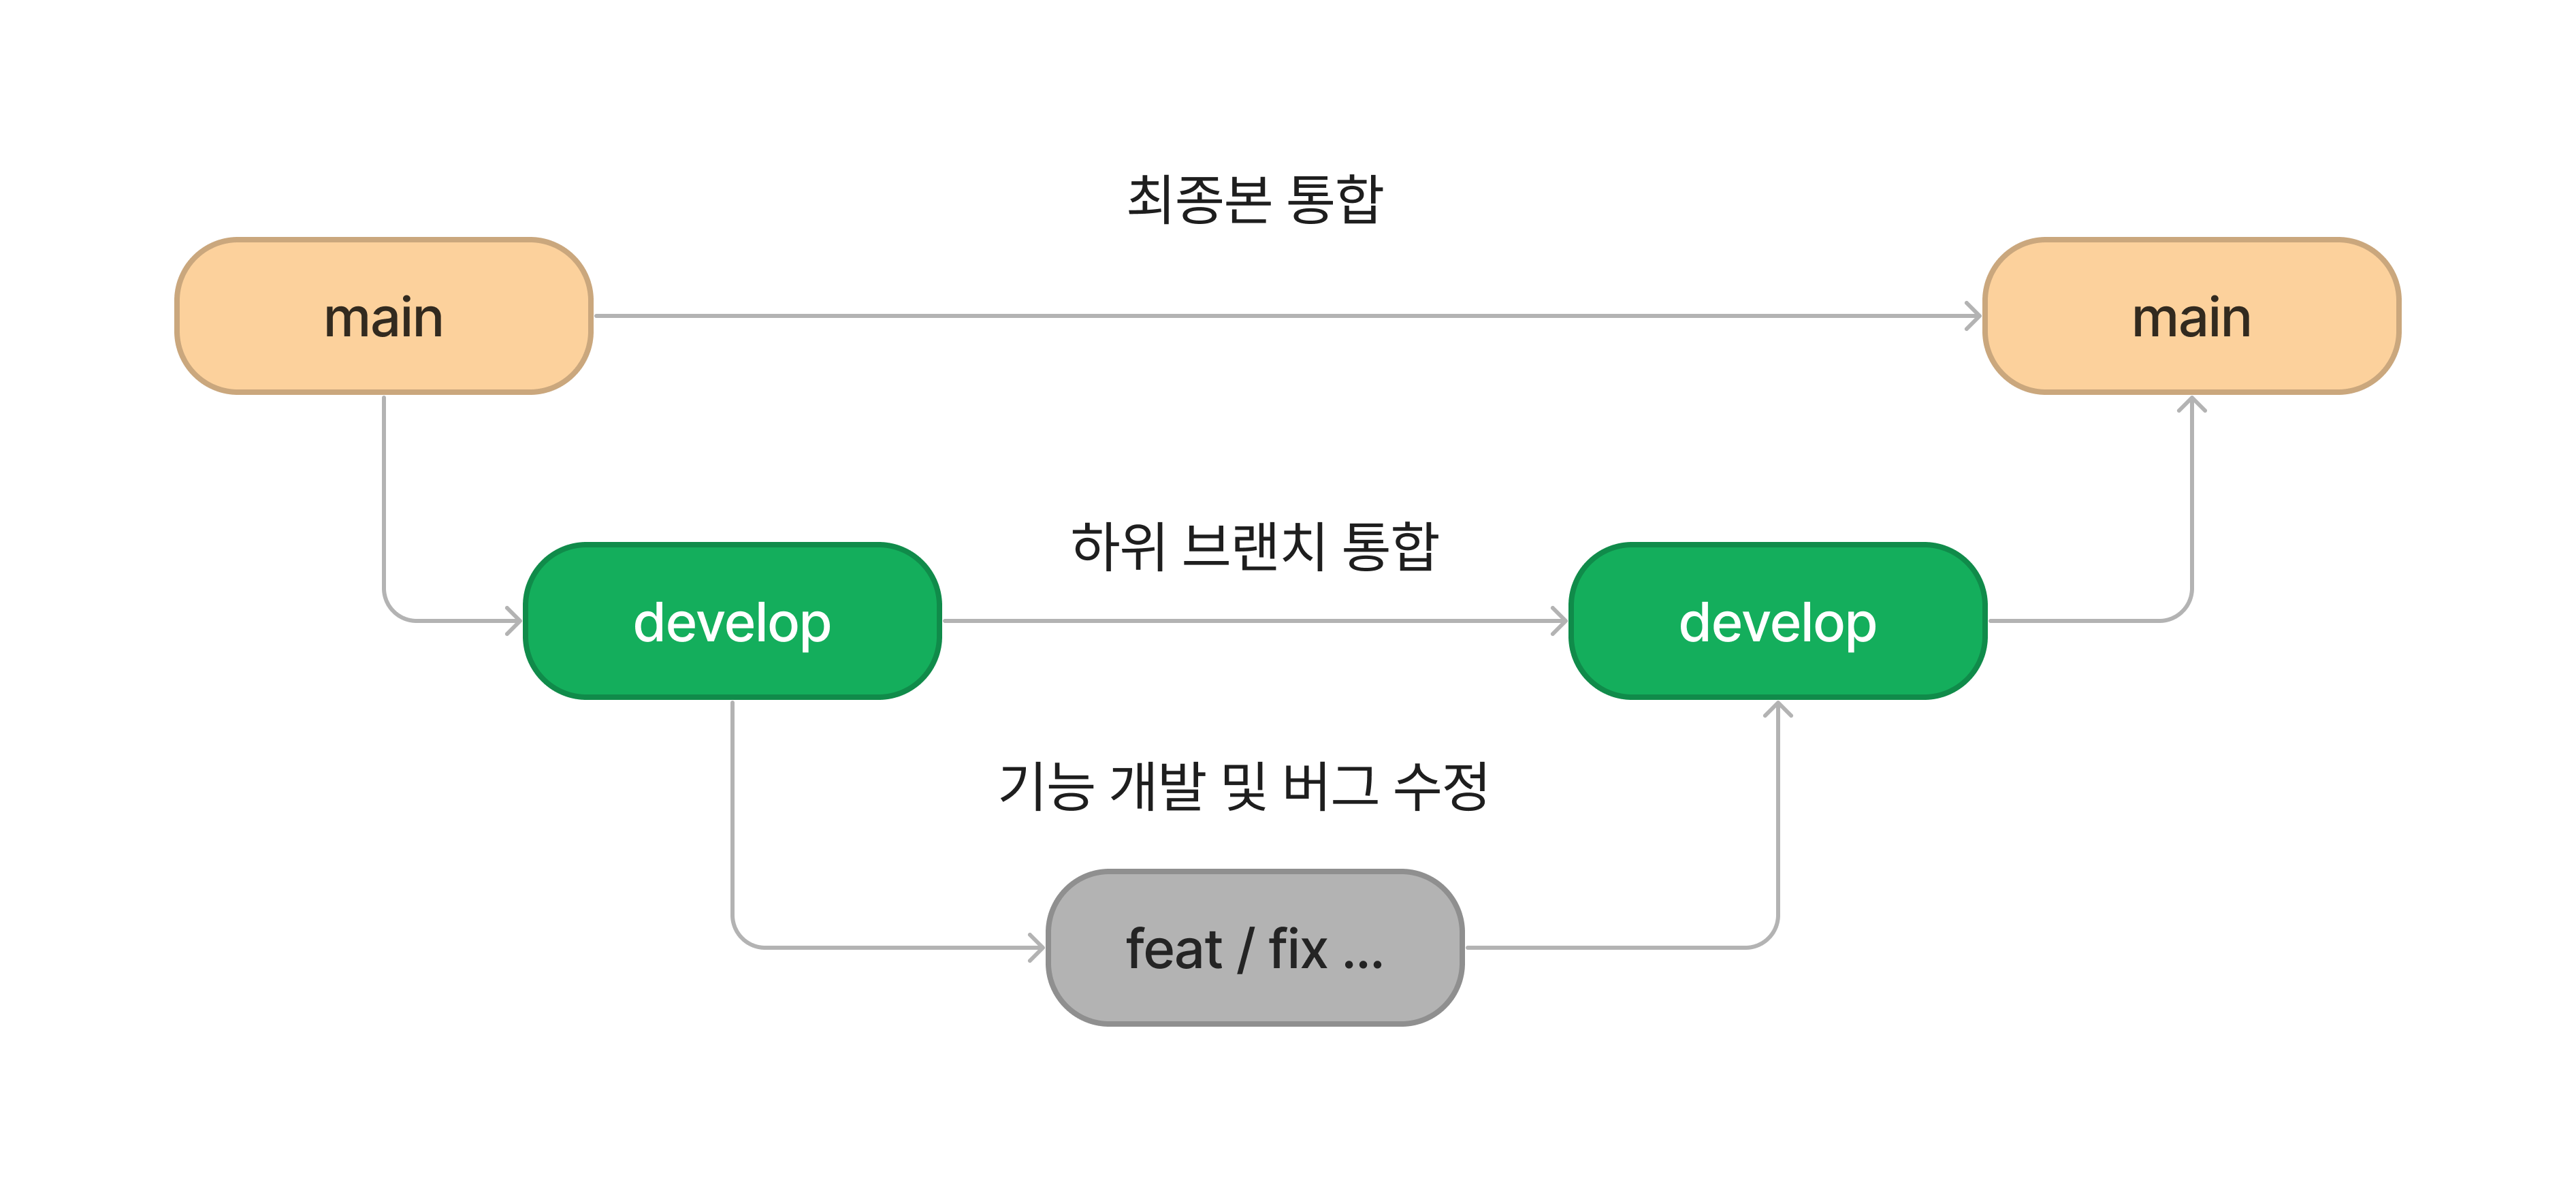 최종본 통합
main
main
하위 브랜치 통합
develop
develop
기능 개발 및 버그 수정
feat / fix ...